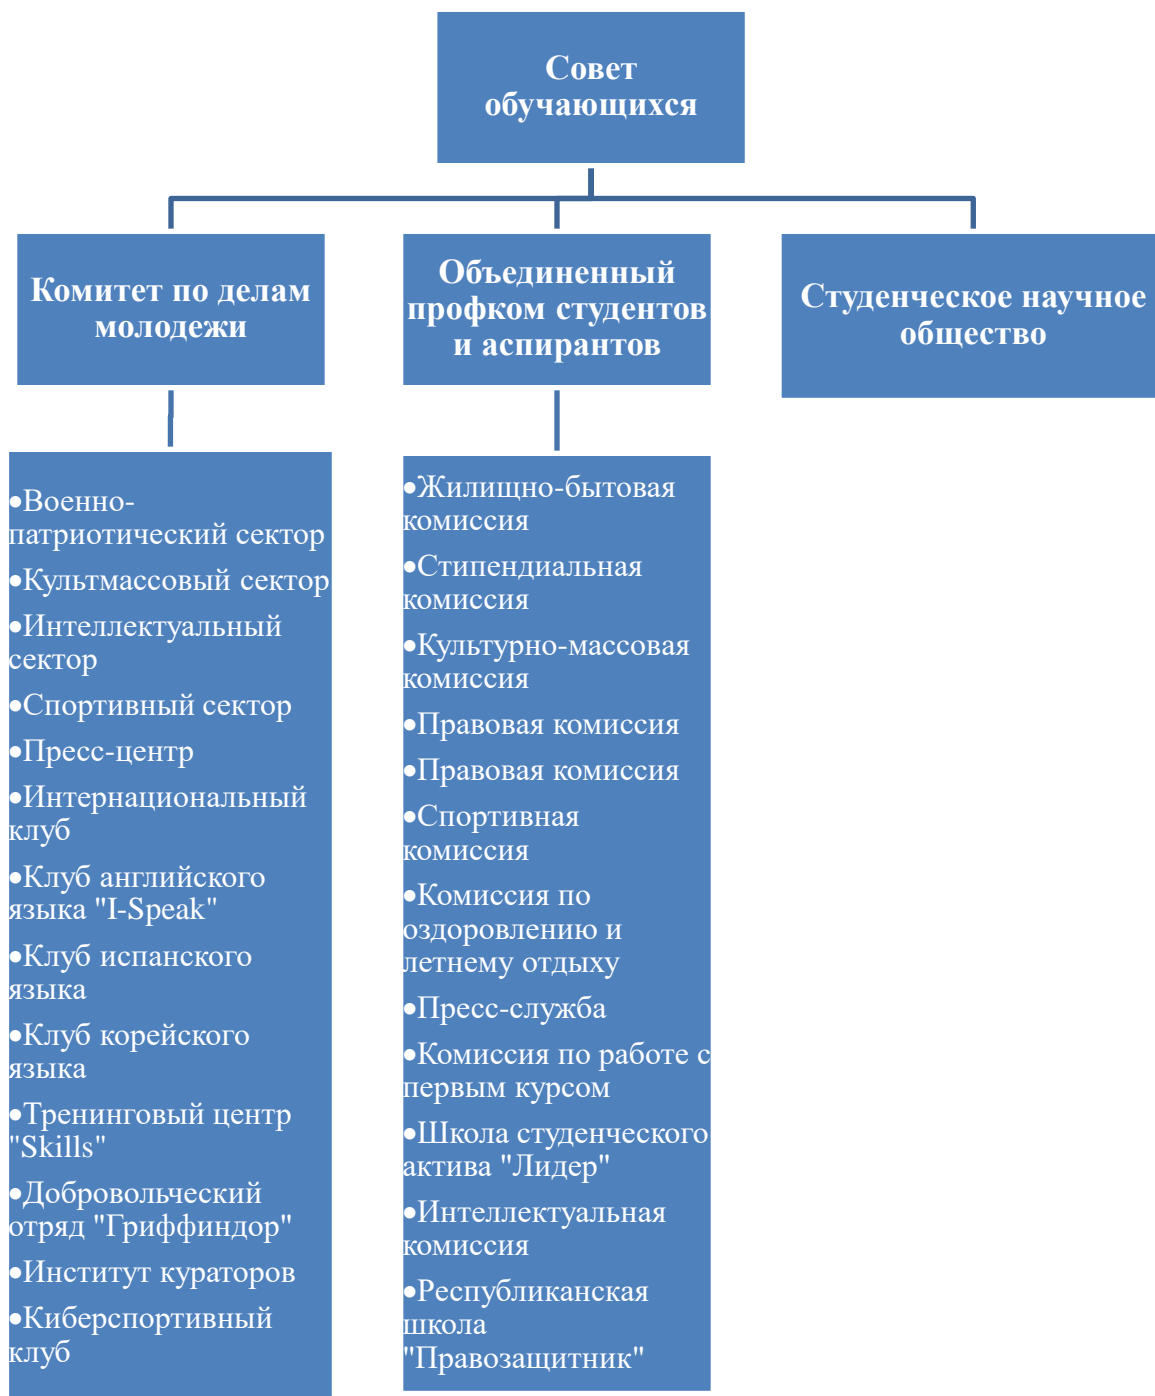 Совет
обучающихся
Комитет по делам
молодежи
Объединенный
профком студентов
и аспирантов
Студенческое научное
общество
•Военно-
патриотический сектор
•Культмассовый сектор
•Интеллектуальный
сектор
•Спортивный сектор
•Пресс-центр
•Интернациональный
клуб
•Клуб английского
языка "I-Speak"
•Клуб испанского
языка
•Клуб корейского
языка
•Тренинговый центр
"Skills"
•Добровольческий
отряд "Гриффиндор"
•Институт кураторов
•Киберспортивный
клуб
•Жилищно-бытовая
комиссия
•Стипендиальная
комиссия
•Культурно-массовая
комиссия
•Правовая комиссия
•Правовая комиссия
•Спортивная
комиссия
•Комиссия по
оздоровлению и
летнему отдыху
•Пресс-служба
•Комиссия по работе с
первым курсом
•Школа студенческого
актива "Лидер"
•Интеллектуальная
комиссия
•Республиканская
школа
"Правозащитник"